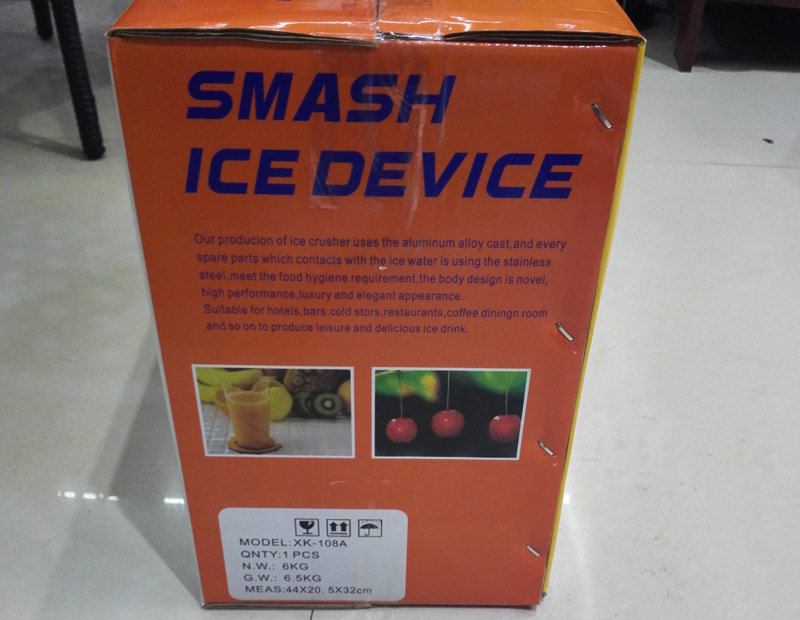 SMASH
ICE DEVICE
Our producion of ice crusher uses the aluminum alloy cast,and every
spare parts which contacts with the ice water is using the stainless
steel,meet the food hygiene requirement,the body design is novel,
high performance,luxury and elegant appearance.
Suitable for hotels,bars.cold stors,restaurants,coffee diningn room
and so on to produce leisure and delicious ice drink.
MODEL:XK-108A
QNTY:1 PCS
N.W.: 6KG
G.W.: 6.5KG
MEAS:44X20.5X32cm